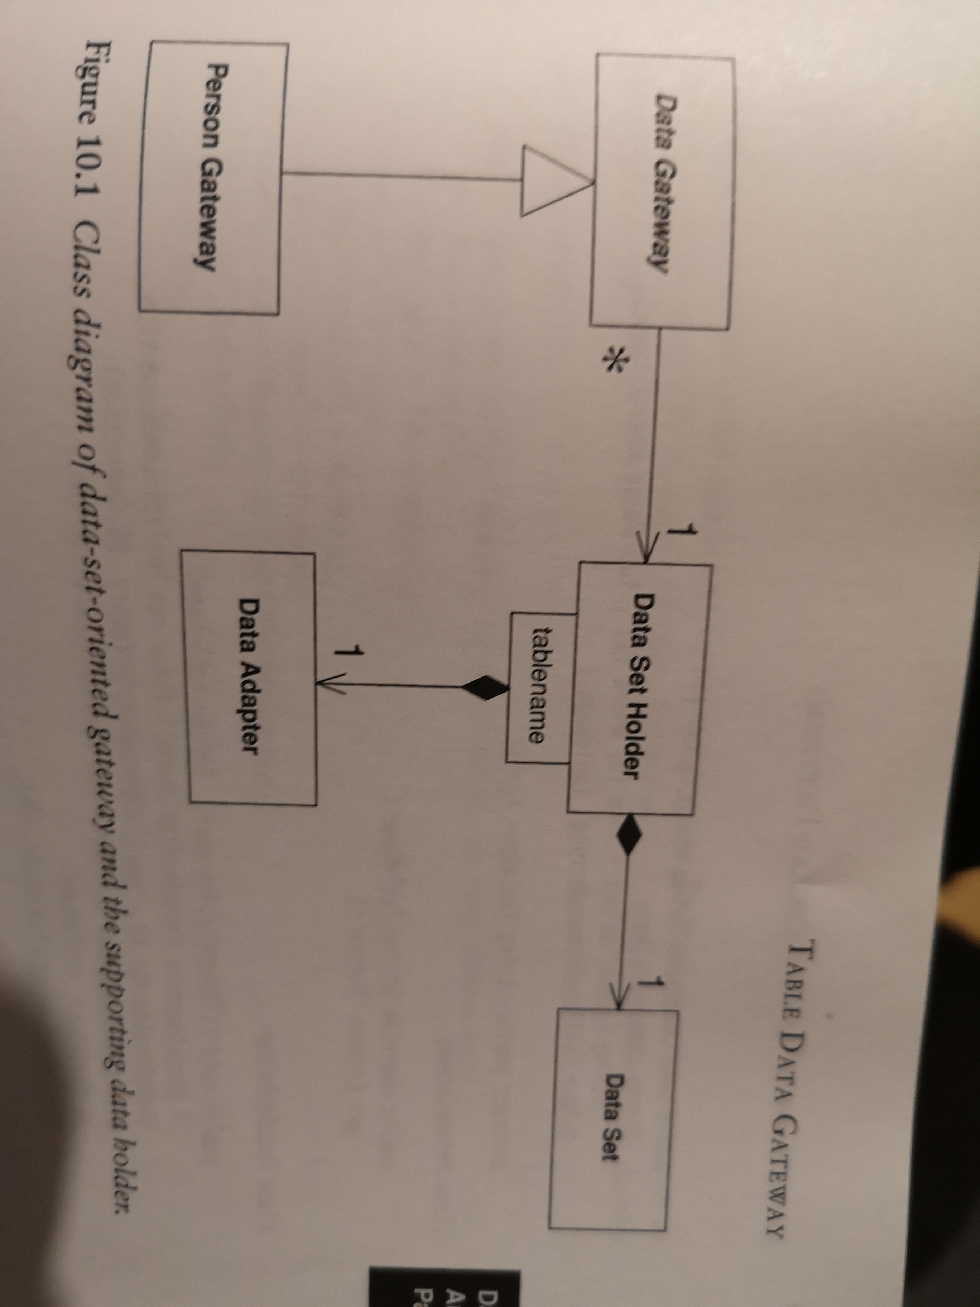 TABLE DATA GATEWAY
Data Gateway
*
1
Data Set Holder
tablename
1
Data Set
Person Gateway
1
Data Adapter
Figure 10.1 Class diagram of data-set-oriented gateway and the supporting data holder.